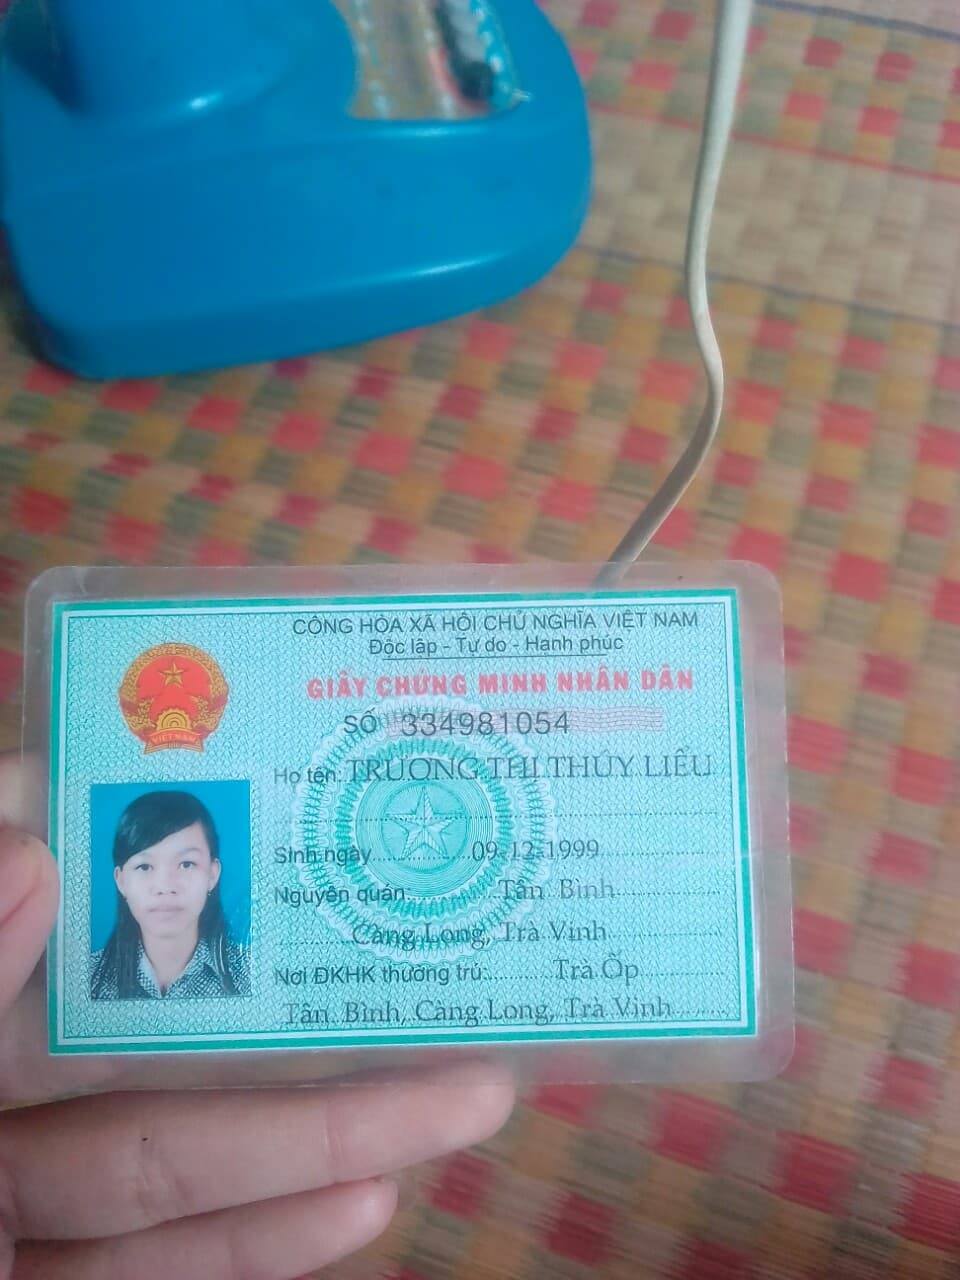 CỘNG HÒA XÃ HỘI CHỦ NGHĨA VIỆT NAM
Độc lập - Tự do - Hạnh phúc
GIẤY CHỨNG MINH NHÂN DÂN
SỐ 334981054
Họ tên: TRƯƠNG THỊ THÚY LIỄU
Sinh ngày 09-12-1999
Nguyên quán: Tân Bình
Càng Long, Trà Vinh
Nơi ĐKHK thường trú: Trà Ốp
Tân Bình, Càng Long, Trà Vinh
VIỆT NAM